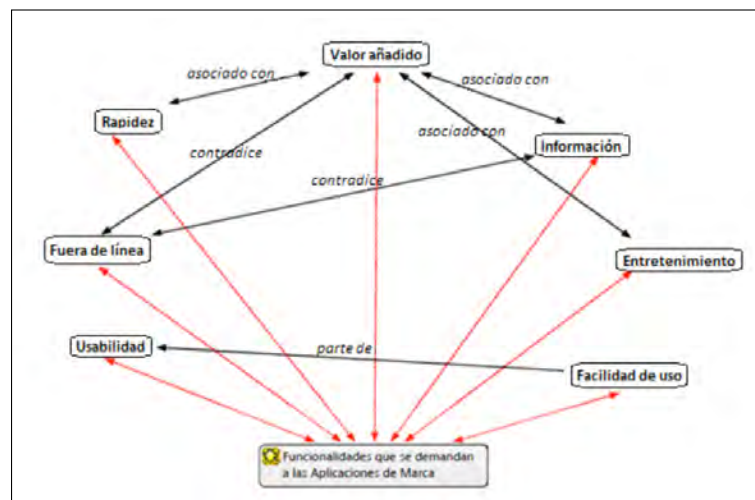 Valor añadido
asociado con
asociado con
Rapidez
asociado con
Información
contradice
contradice
Fuera de línea
Entretenimiento
Usabilidad
parte de
Facilidad de uso
Funcionalidades que se demandan
a las Aplicaciones de Marca